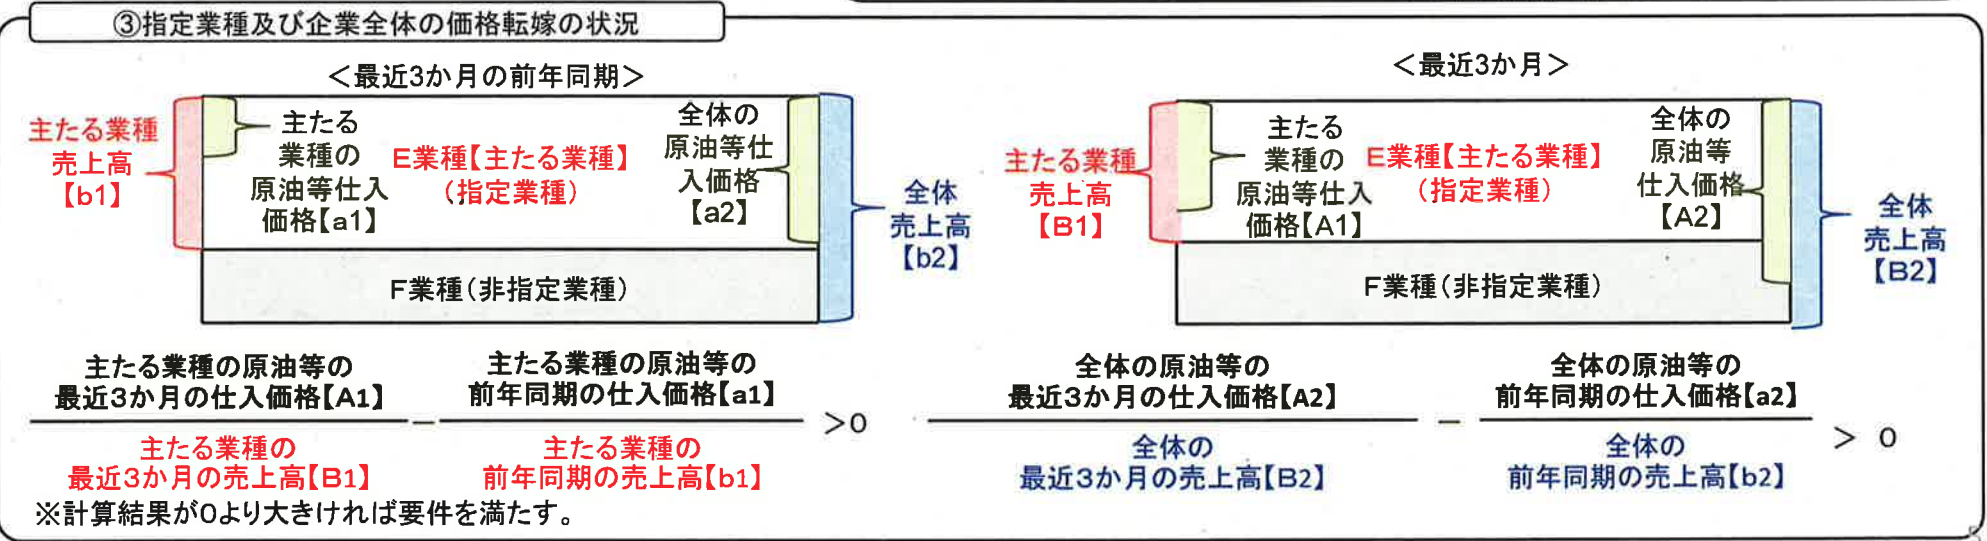 ③指定業種及び企業全体の価格転嫁の状況
＜最近3か月の前年同期＞
主たる業種
売上高
【b1】
主たる
業種の
原油等仕入
価格【a1】
E業種【主たる業種】
（指定業種）
全体の
原油等仕
入価格
【a2】
全体
売上高
【b2】
F業種（非指定業種）
＜最近3か月＞
主たる業種
売上高
【B1】
主たる
業種の
原油等仕入
価格【A1】
E業種【主たる業種】
（指定業種）
全体の
原油等
仕入価格
【A2】
全体
売上高
【B2】
F業種（非指定業種）
主たる業種の原油等の
最近3か月の仕入価格【A1】
主たる業種の
最近3か月の売上高【B1】
－
主たる業種の原油等の
前年同期の仕入価格【a1】
主たる業種の
前年同期の売上高【b1】
＞0
全体の原油等の
最近3か月の仕入価格【A2】
全体の
最近3か月の売上高【B2】
－
全体の原油等の
前年同期の仕入価格【a2】
全体の
前年同期の売上高【b2】
＞ 0
※計算結果が0より大きければ要件を満たす。